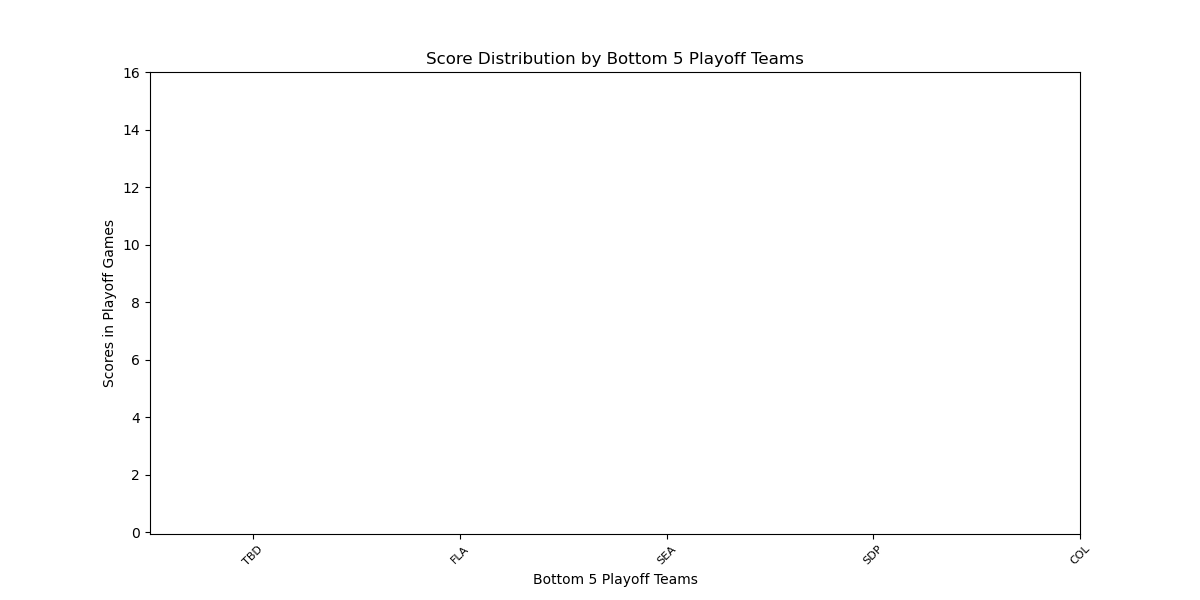 Score Distribution by Bottom 5 Playoff Teams
16
14
12
10
8
6
4
2
0
Scores in Playoff Games
TBD
FLA
SEA
SDP
COL
Bottom 5 Playoff Teams